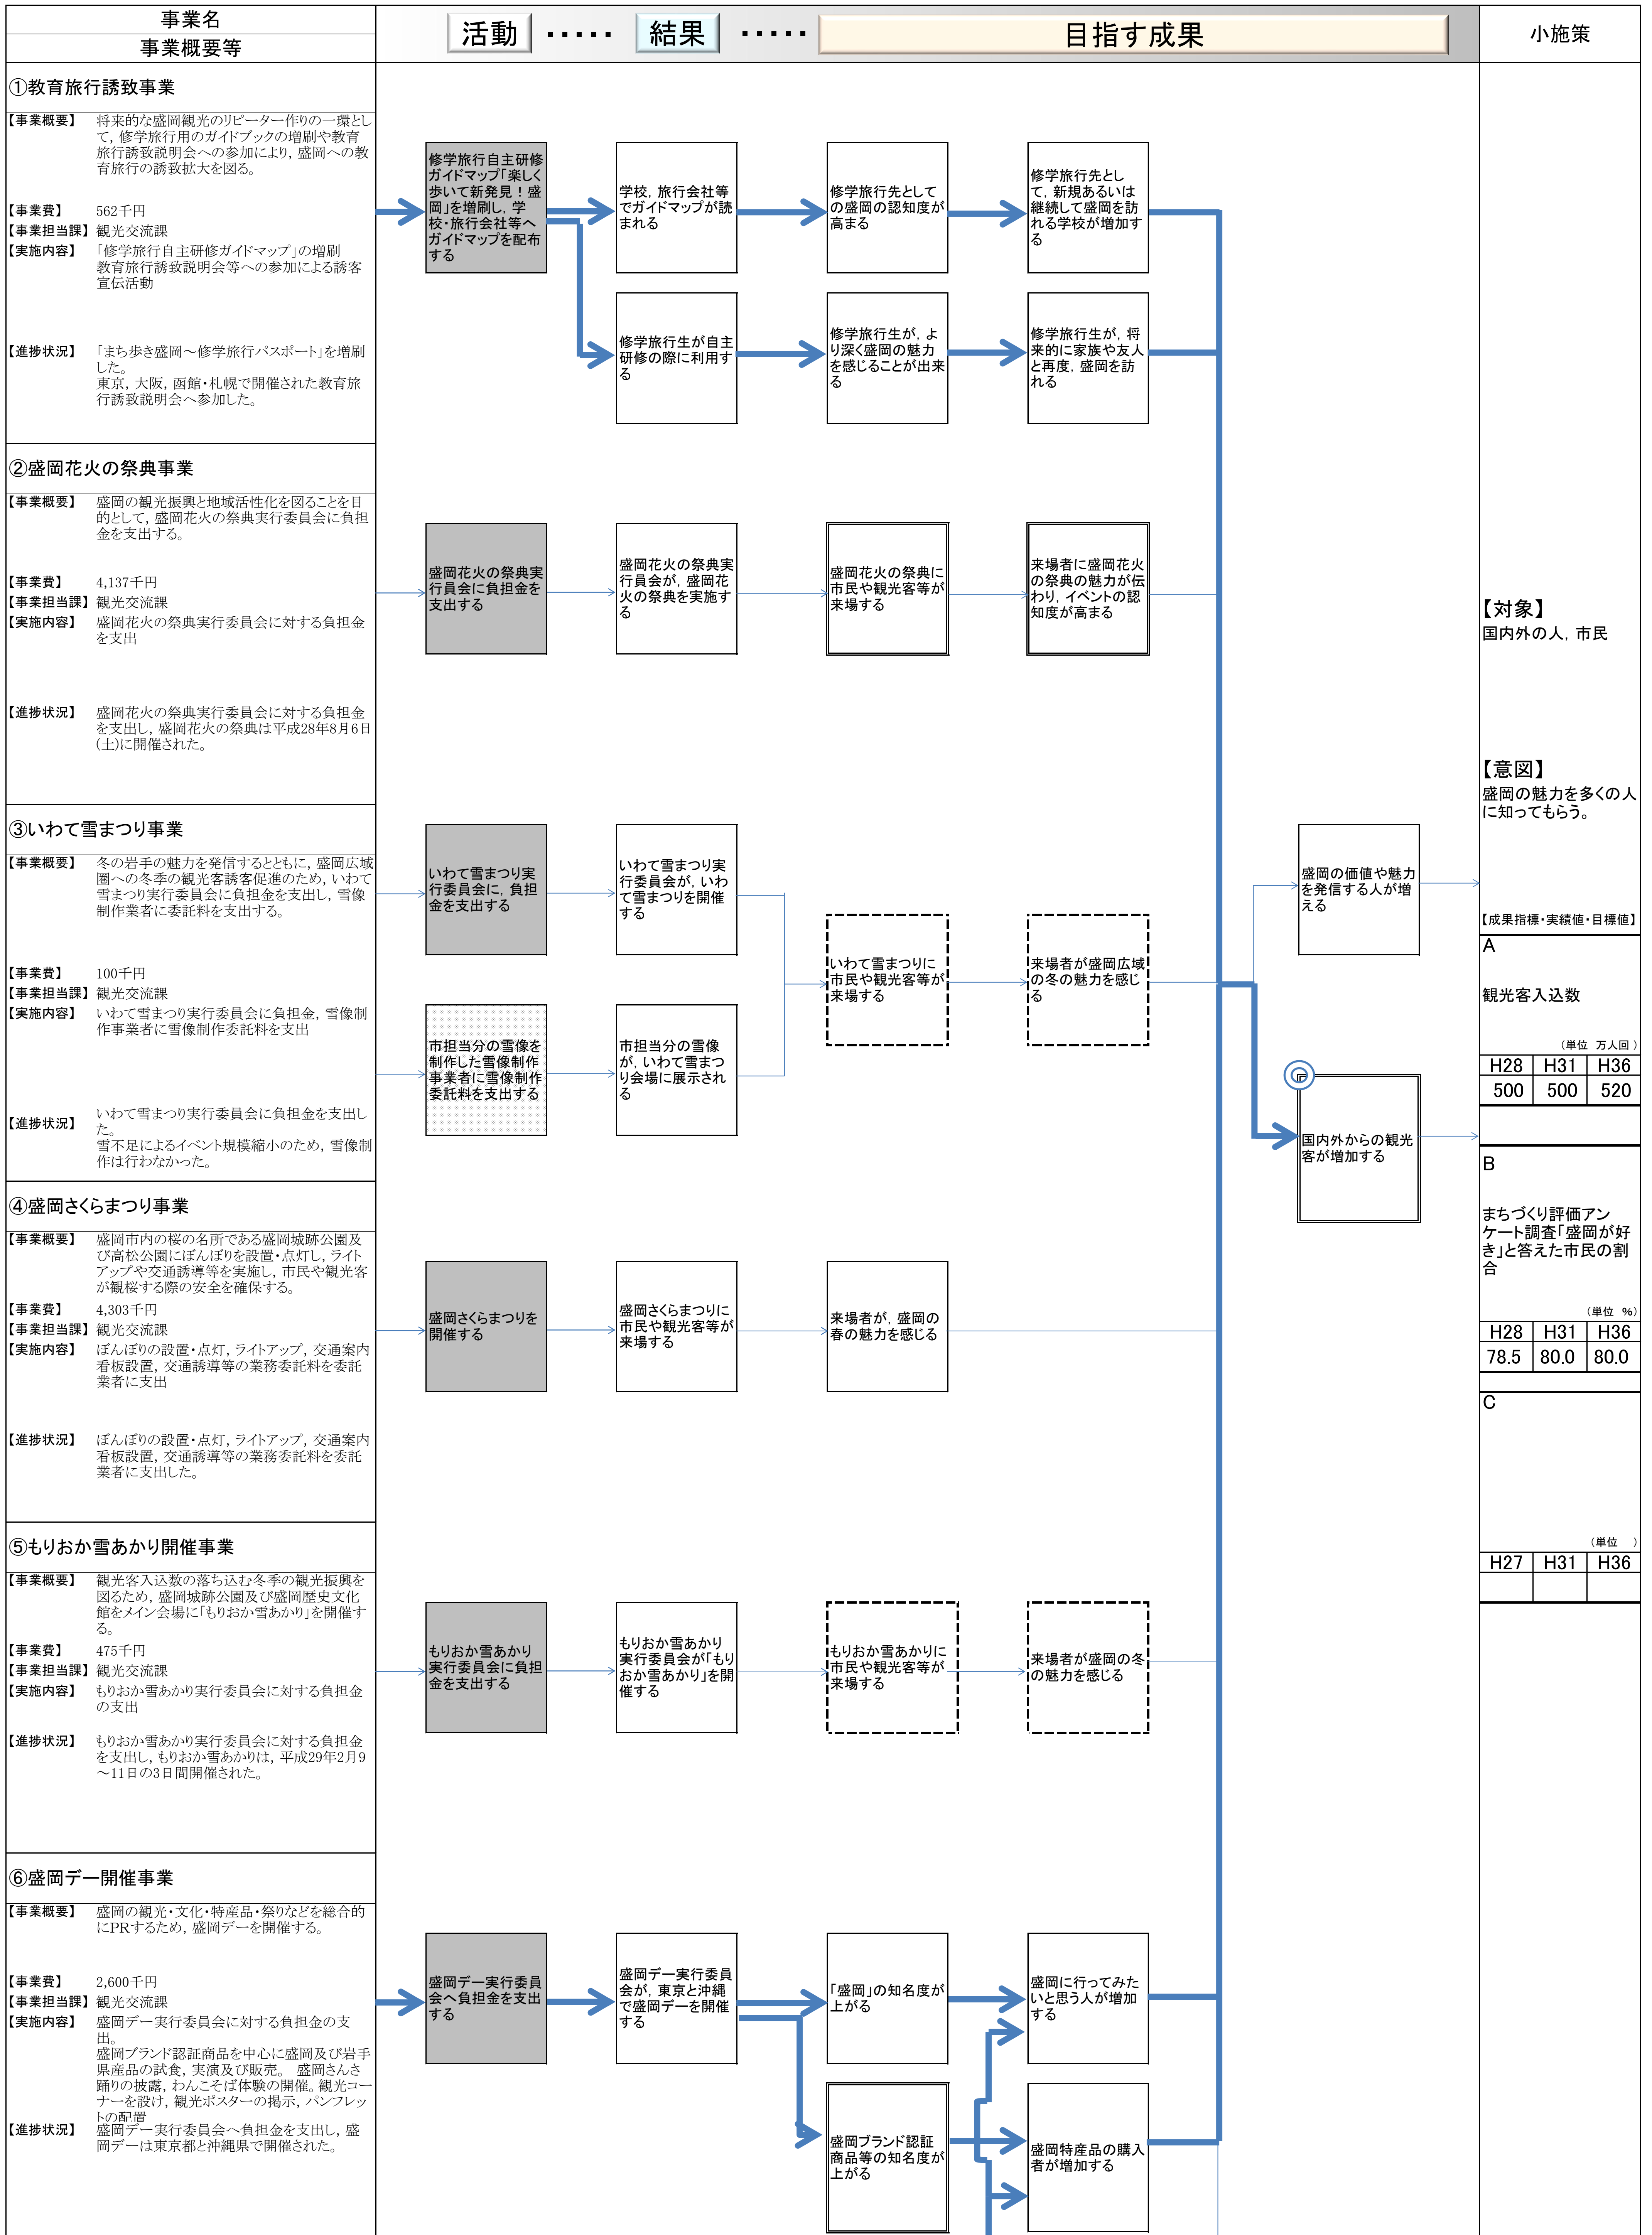 事業名
事業概要等
活動 ・・・・・ 結果 ・・・・・ 目指す成果
小施策
①教育旅行誘致事業
【事業概要】 将来的な盛岡観光のリピーター作りの一環とし
て，修学旅行用のガイドブックの増刷や教育
旅行誘致説明会への参加により，盛岡への教
育旅行の誘致拡大を図る。
【事業費】 562千円
【事業担当課】 観光交流課
【実施内容】 「修学旅行自主研修ガイドマップ」の増刷
教育旅行誘致説明会等への参加による誘客
宣伝活動
【進捗状況】 「まち歩き盛岡～修学旅行パスポート」を増刷
した。
東京，大阪，函館・札幌で開催された教育旅
行誘致説明会へ参加した。
修学旅行自主研修
ガイドマップ「楽しく
歩いて新発見！盛
岡」を増刷し，学
校・旅行会社等へ
ガイドマップを配布
する
学校，旅行会社等
でガイドマップが読
まれる
修学旅行先として
の盛岡の認知度が
高まる
修学旅行先とし
て，新規あるいは
継続して盛岡を訪
れる学校が増加す
る
修学旅行生が自主
研修の際に利用す
る
修学旅行生が，よ
り深く盛岡の魅力
を感じることが出来
る
修学旅行生が，将
来的に家族や友人
と再度，盛岡を訪
れる
②盛岡花火の祭典事業
【事業概要】 盛岡の観光振興と地域活性化を図ることを目
的として，盛岡花火の祭典実行委員会に負担
金を支出する。
【事業費】 4,137千円
【事業担当課】 観光交流課
【実施内容】 盛岡花火の祭典実行委員会に対する負担金
を支出
【進捗状況】 盛岡花火の祭典実行委員会に対する負担金
を支出し，盛岡花火の祭典は平成28年8月6日
(土)に開催された。
盛岡花火の祭典実
行員会に負担金を
支出する
盛岡花火の祭典実
行員会が，盛岡花
火の祭典を実施す
る
盛岡花火の祭典に
市民や観光客等が
来場する
来場者に盛岡花火
の祭典の魅力が伝
わり，イベントの認
知度が高まる
③いわて雪まつり事業
【事業概要】 冬の岩手の魅力を発信するとともに，盛岡広域
圏への冬季の観光客誘客促進のため，いわて
雪まつり実行委員会に負担金を支出し，雪像
制作業者に委託料を支出する。
【事業費】 100千円
【事業担当課】 観光交流課
【実施内容】 いわて雪まつり実行委員会に負担金，雪像制
作事業者に雪像制作委託料を支出
【進捗状況】 いわて雪まつり実行委員会に負担金を支出し
た。
雪不足によるイベント規模縮小のため，雪像制
作は行わなかった。
いわて雪まつり実
行委員会に，負担
金を支出する
いわて雪まつり実
行委員会が，いわ
て雪まつりを開催
する
市担当分の雪像を
制作した雪像制作
事業者に雪像制作
委託料を支出する
市担当分の雪像
が，いわて雪まつ
り会場に展示され
る
いわて雪まつりに
市民や観光客等が
来場する
来場者が盛岡広域
の冬の魅力を感じ
る
盛岡の価値や魅力
を発信する人が増
える
国内外からの観光
客が増加する
④盛岡さくらまつり事業
【事業概要】 盛岡市内の桜の名所である盛岡城跡公園及
び高松公園にぼんぼりを設置・点灯し，ライト
アップや交通誘導等を実施し，市民や観光客
が観桜する際の安全を確保する。
【事業費】 4,303千円
【事業担当課】 観光交流課
【実施内容】 ぼんぼりの設置・点灯，ライトアップ，交通案内
看板設置，交通誘導等の業務委託料を委託
業者に支出
【進捗状況】 ぼんぼりの設置・点灯，ライトアップ，交通案内
看板設置，交通誘導等の業務委託料を委託
業者に支出した。
盛岡さくらまつりを
開催する
盛岡さくらまつりに
市民や観光客等が
来場する
来場者が，盛岡の
春の魅力を感じる
⑤もりおか雪あかり開催事業
【事業概要】 観光客入込数の落ち込む冬季の観光振興を
図るため，盛岡城跡公園及び盛岡歴史文化
館をメイン会場に「もりおか雪あかり」を開催す
る。
【事業費】 475千円
【事業担当課】 観光交流課
【実施内容】 もりおか雪あかり実行委員会に対する負担金
の支出
【進捗状況】 もりおか雪あかり実行委員会に対する負担金
を支出し，もりおか雪あかりは，平成29年2月9
～11日の3日間開催された。
もりおか雪あかり
実行委員会に負担
金を支出する
もりおか雪あかり
実行委員会が「もり
おか雪あかり」を開
催する
もりおか雪あかりに
市民や観光客等が
来場する
来場者が盛岡の冬
の魅力を感じる
⑥盛岡デー開催事業
【事業概要】 盛岡の観光・文化・特産品・祭りなどを総合的
にPRするため，盛岡デーを開催する。
【事業費】 2,600千円
【事業担当課】 観光交流課
【実施内容】 盛岡デー実行委員会に対する負担金の支
出。
盛岡ブランド認証商品を中心に盛岡及び岩手
県産品の試食，実演及び販売。 盛岡さんさ
踊りの披露，わんこそば体験の開催。観光コー
ナーを設け，観光ポスターの掲示，パンフレッ
トの配置
【進捗状況】 盛岡デー実行委員会へ負担金を支出し，盛
岡デーは東京都と沖縄県で開催された。
盛岡デー実行委員
会へ負担金を支出
する
盛岡デー実行委員
会が，東京と沖縄
で盛岡デーを開催
する
「盛岡」の知名度が
上がる
盛岡に行ってみた
いと思う人が増加
する
盛岡ブランド認証
商品等の知名度が
上がる
盛岡特産品の購入
者が増加する
【対象】
国内外の人，市民
【意図】
盛岡の魅力を多くの人
に知ってもらう。
【成果指標・実績値・目標値】
A
観光客入込数
（単位 万人回）
H28 H31 H36
500 500 520
B
まちづくり評価アン
ケート調査「盛岡が好
き」と答えた市民の割
合
（単位 ％）
H28 H31 H36
78.5 80.0 80.0
C
（単位 ）
H27 H31 H36